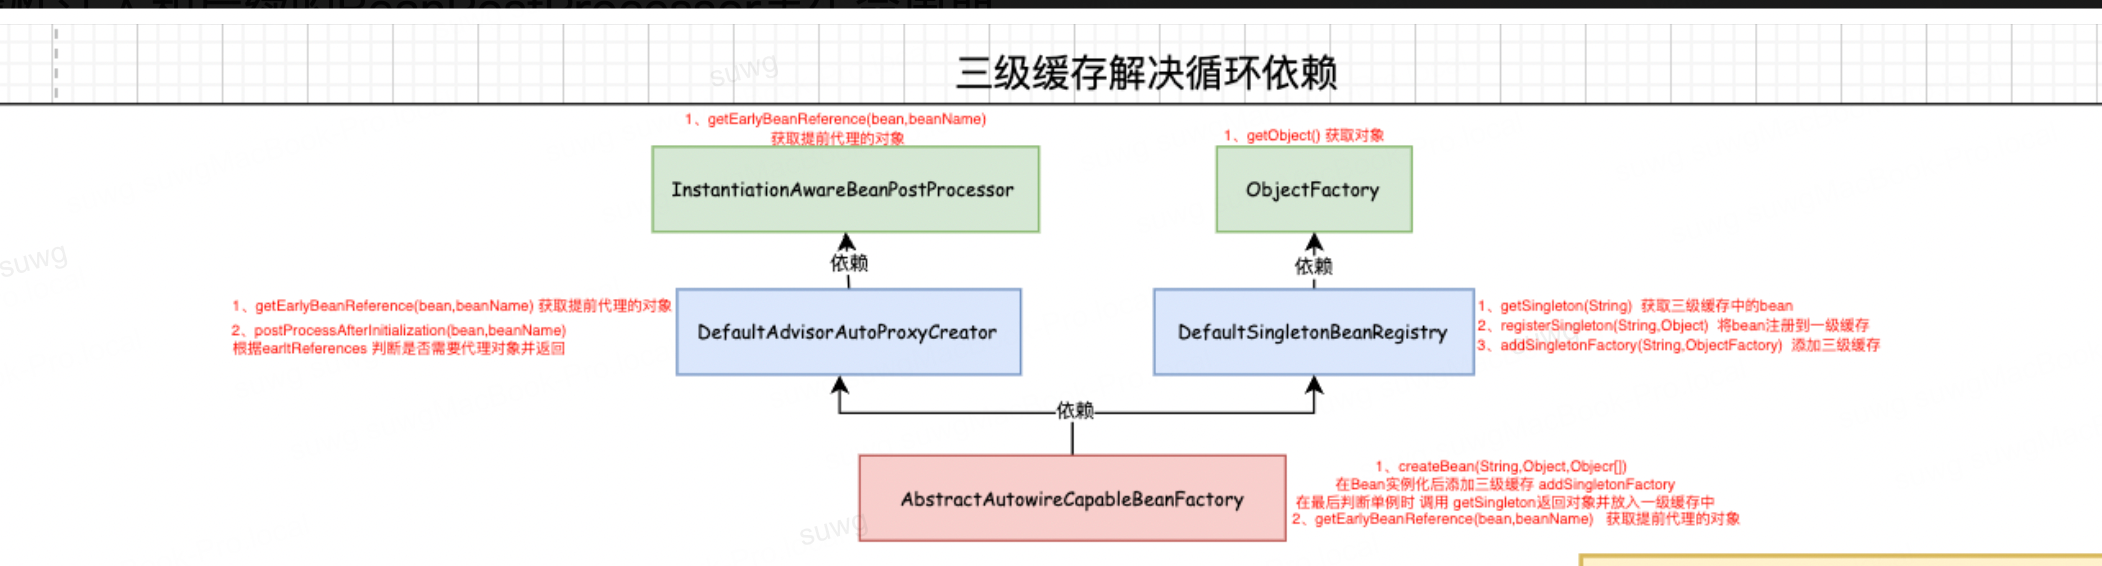 三级缓存解决循环依赖
suwg
1、getEarlyBeanReference(bean,beanName)
获取提前代理的对象
1、getObject() 获取对象
InstantiationAwareBeanPostProcessor
ObjectFactory
suwg
依赖
依赖
1、getEarlyBeanReference(bean,beanName) 获取提前代理的对象
2、postProcessAfterInitialization(bean,beanName)
根据earltReferences 判断是否需要代理对象并返回
DefaultAdvisorAutoProxyCreator
DefaultSingletonBeanRegistry
1、getSingleton(String) 获取三级缓存中的bean
2、registerSingleton(String,Object) 将bean注册到一级缓存
3、addSingletonFactory(String,ObjectFactory) 添加三级缓存
依赖
AbstractAutowireCapableBeanFactory
1、createBean(String,Object,Objecr[])
在Bean实例化后添加三级缓存 addSingletonFactory
在最后判断单例时 调用 getSingleton返回对象并放入一级缓存中
2、getEarlyBeanReference(bean,beanName) 获取提前代理的对象
suwg